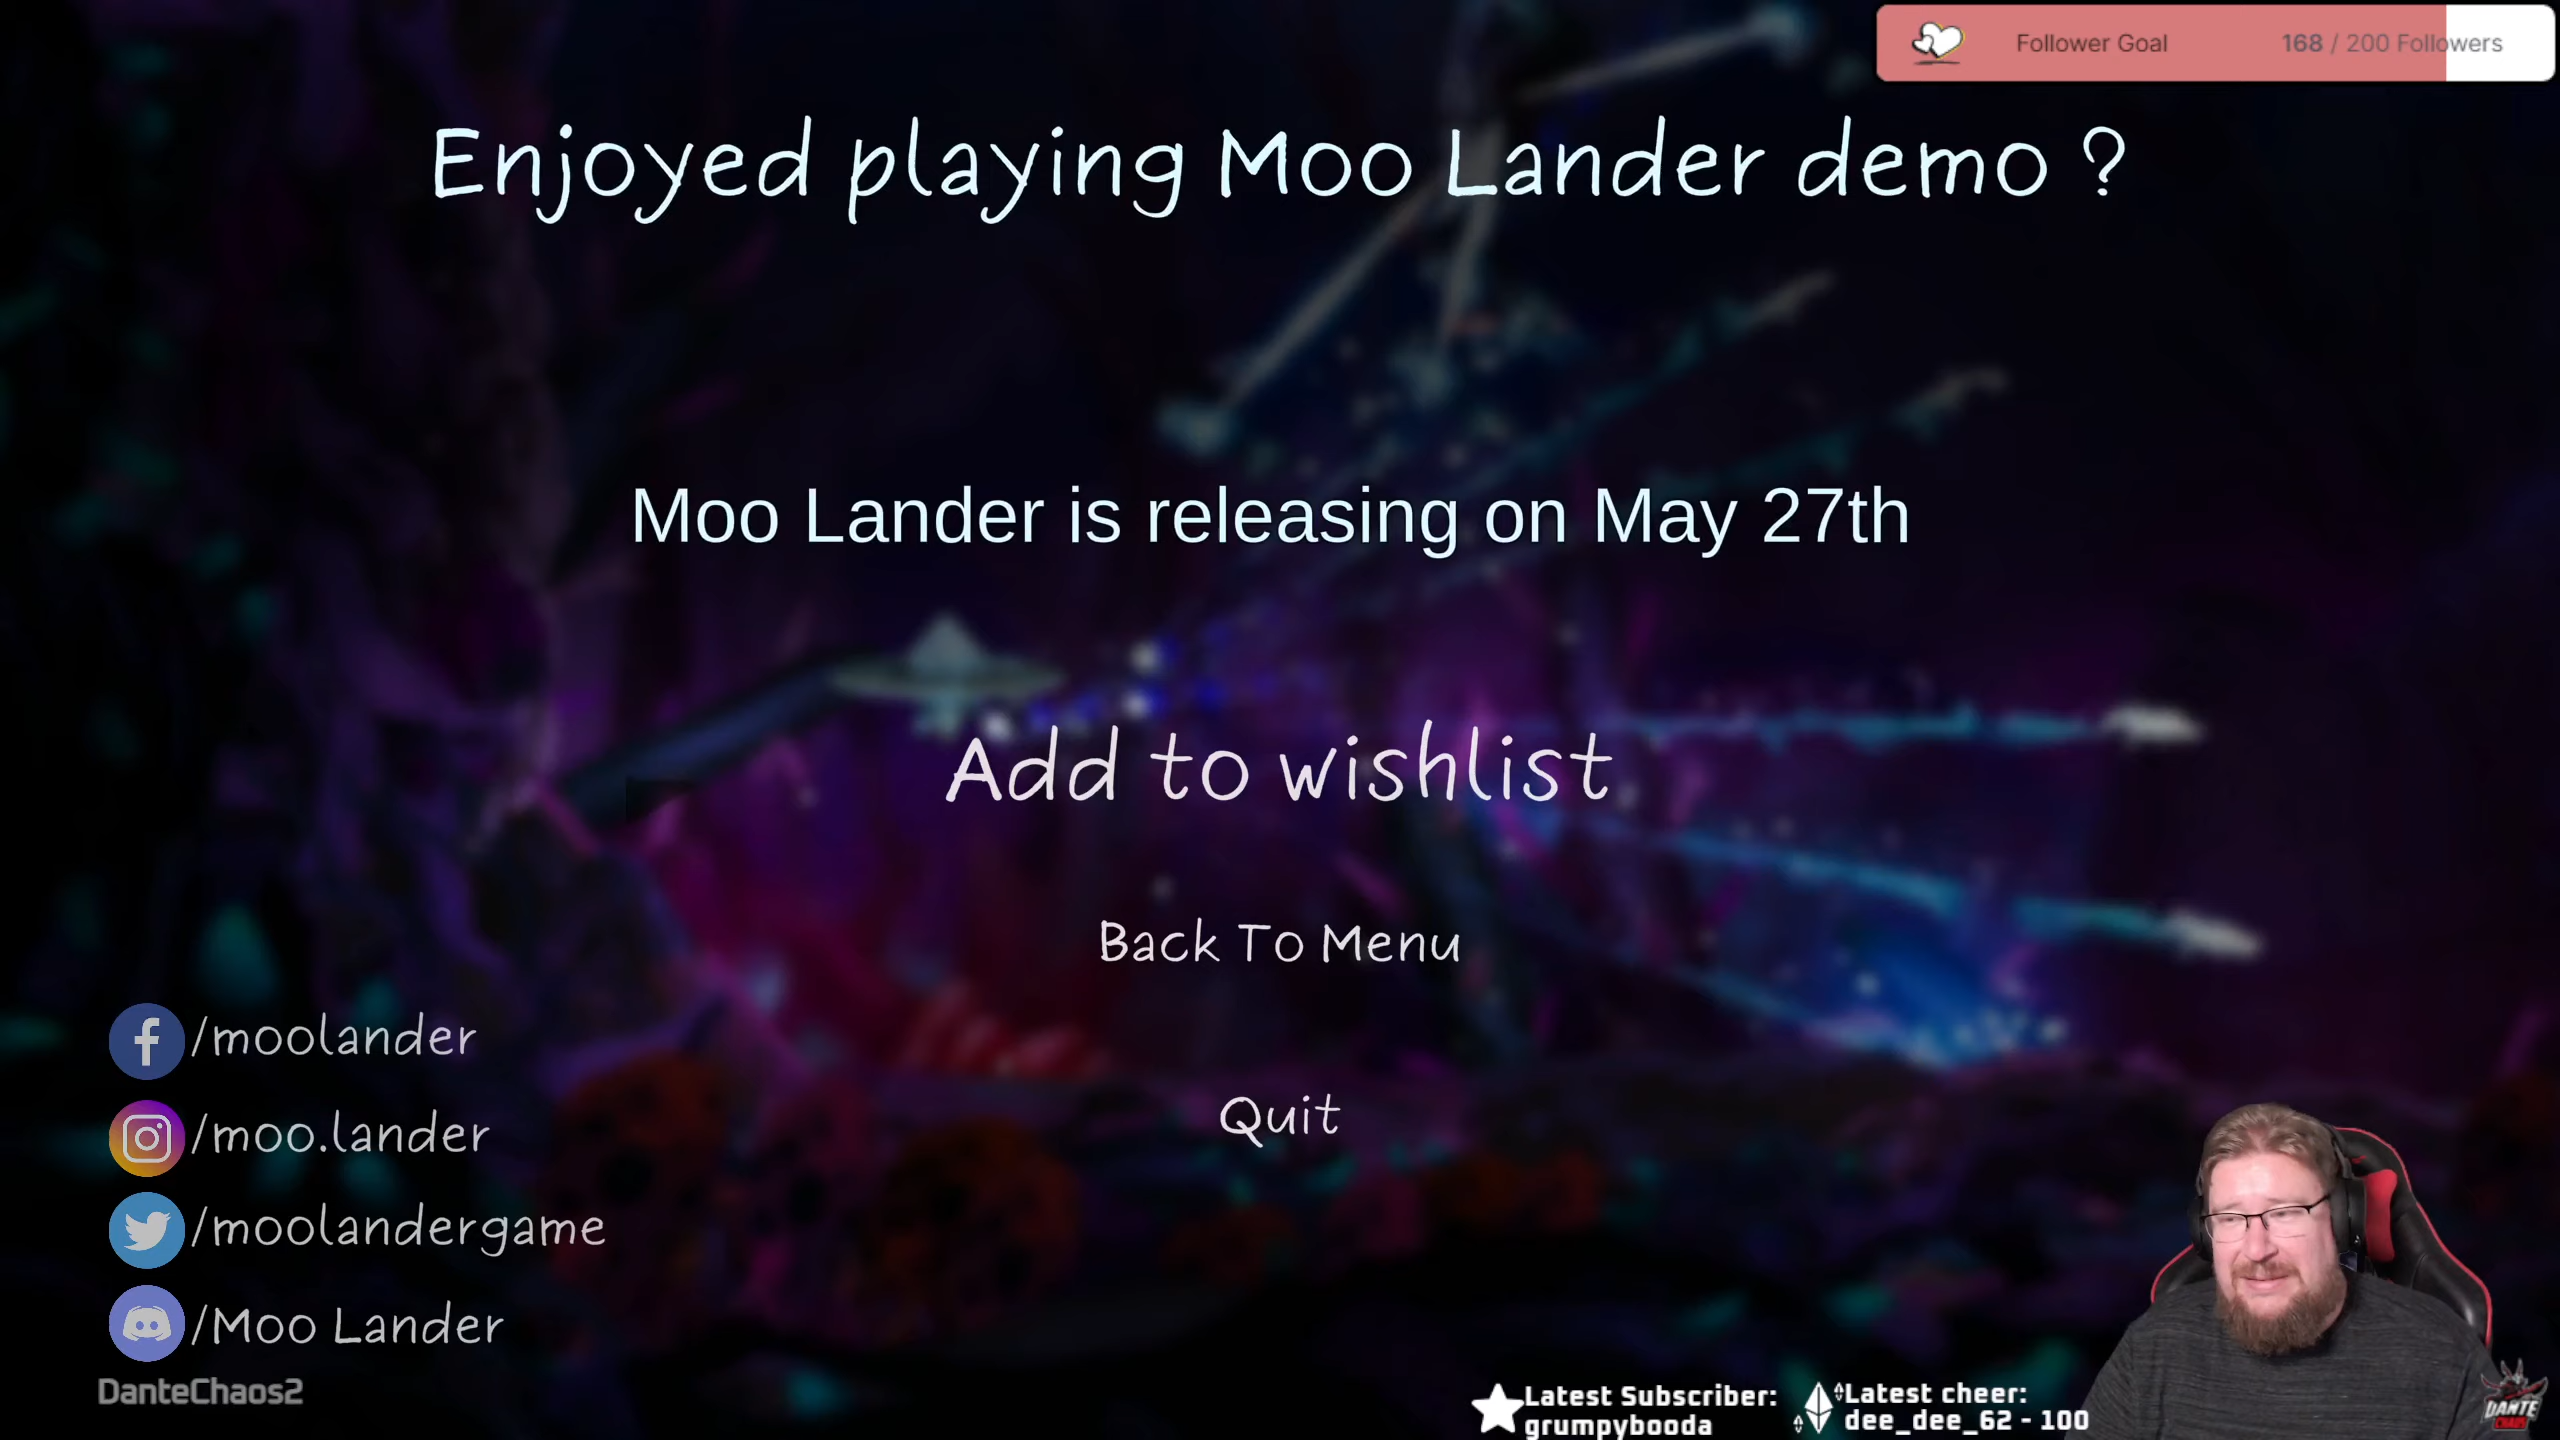 Follower Goal 168 / 200 Followers
Enjoyed playing Moo Lander demo ?
Moo Lander is releasing on May 27th
Add to wishlist
Back To Menu
Quit
/moolander
/moo.lander
/moolandergame
/Moo Lander
DanteChaos2
Latest Subscriber:
grumpybooda
Latest cheer:
dee_dee_62 - 100
DANTE
CHAOS